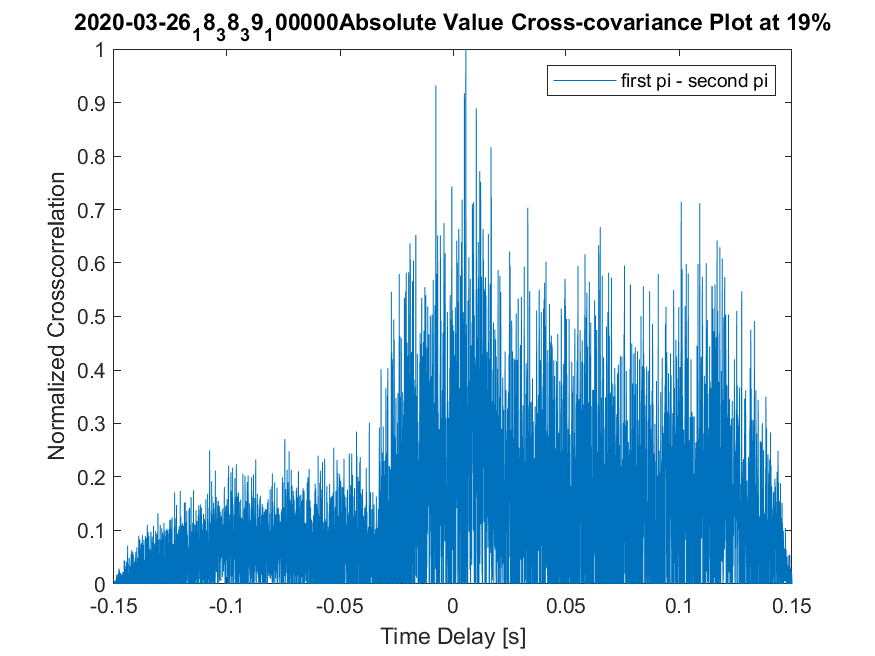 2020-03-26₁8₃8₃9₁00000Absolute Value Cross-covariance Plot at 19%
first pi - second pi
1
0.9
0.8
0.7
0.6
0.5
0.4
0.3
0.2
0.1
0
Normalized Crosscorrelation
-0.15 -0.1 -0.05 0 0.05 0.1 0.15
Time Delay [s]